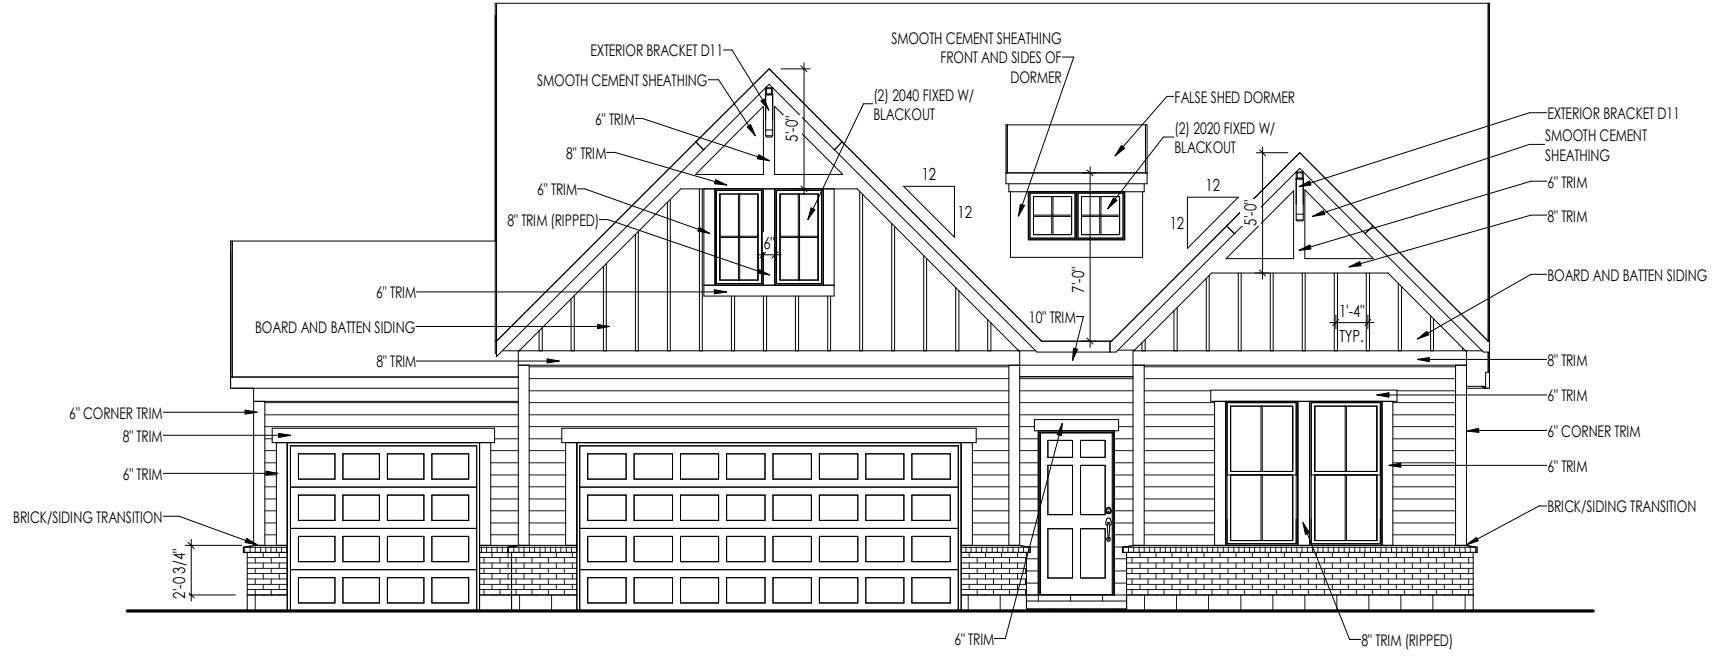 EXTERIOR BRACKET D11
SMOOTH CEMENT SHEATHING
6" TRIM
8" TRIM
6" TRIM
8" TRIM (RIPPED)
6" TRIM
BOARD AND BATTEN SIDING
8" TRIM
6" CORNER TRIM
8" TRIM
6" TRIM
BRICK/SIDING TRANSITION
2'-0 3/4"
5'-0"
6"
(2) 2040 FIXED W/
BLACKOUT
12
12
SMOOTH CEMENT SHEATHING
FRONT AND SIDES OF
DORMER
FALSE SHED DORMER
(2) 2020 FIXED W/
BLACKOUT
7'-0"
10" TRIM
12
12
5'-0"
1'-4"
TYP.
EXTERIOR BRACKET D11
SMOOTH CEMENT
SHEATHING
6" TRIM
8" TRIM
BOARD AND BATTEN SIDING
8" TRIM
6" TRIM
6" CORNER TRIM
6" TRIM
BRICK/SIDING TRANSITION
6" TRIM
8" TRIM (RIPPED)